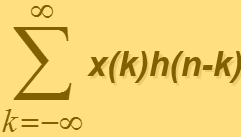 ∞
∑ x(k)h(n-k)
k=-∞